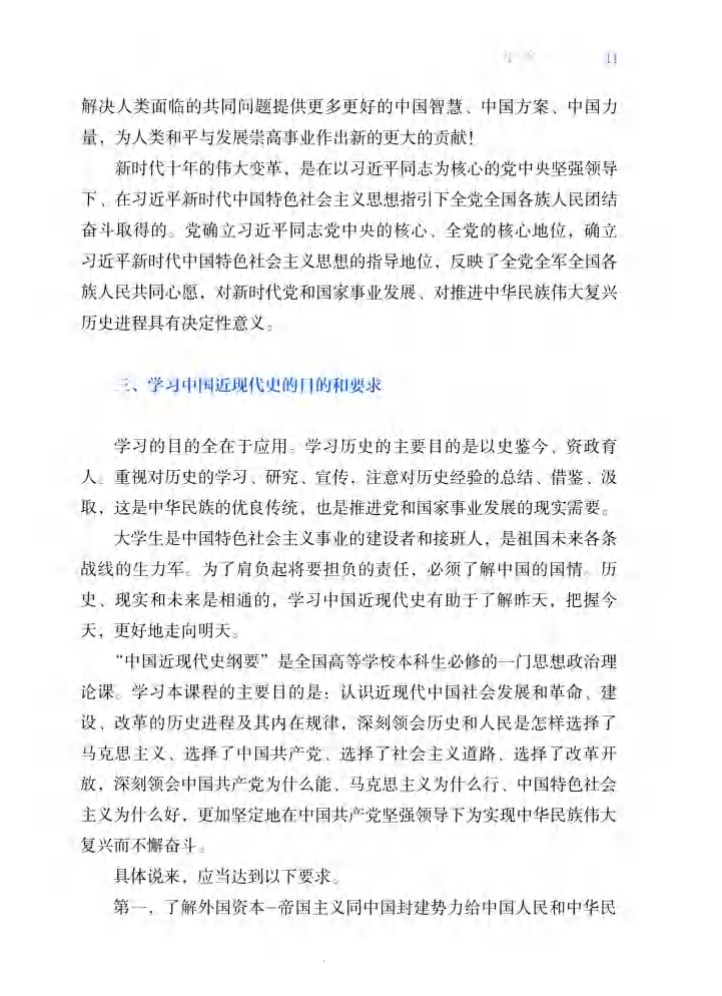 11
解决人类面临的共同问题提供更多更好的中国智慧、中国方案、中国力
量，为人类和平与发展崇高事业作出新的更大的贡献！
新时代十年的伟大变革，是在以习近平同志为核心的党中央坚强领导
下、在习近平新时代中国特色社会主义思想指引下全党全国各族人民团结
奋斗取得的。党确立习近平同志党中央的核心、全党的核心地位，确立
习近平新时代中国特色社会主义思想的指导地位，反映了全党全军全国各
族人民共同心愿，对新时代党和国家事业发展、对推进中华民族伟大复兴
历史进程具有决定性意义。
三、学习中国近现代史的目的和要求
学习的目的全在于应用。学习历史的主要目的是以史鉴今、资政育
人。重视对历史的学习、研究、宣传，注意对历史经验的总结、借鉴、汲
取，这是中华民族的优良传统，也是推进党和国家事业发展的现实需要。
大学生是中国特色社会主义事业的建设者和接班人，是祖国未来各条
战线的生力军。为了肩负起将要担负的责任，必须了解中国的国情。历
史、现实和未来是相通的，学习中国近现代史有助于了解昨天，把握今
天，更好地走向明天。
“中国近现代史纲要”是全国高等学校本科生必修的一门思想政治理
论课。学习本课程的主要目的是：认识近现代中国社会发展和革命、建
设、改革的历史进程及其内在规律，深刻领会历史和人民是怎样选择了
马克思主义、选择了中国共产党、选择了社会主义道路、选择了改革开
放，深刻领会中国共产党为什么能、马克思主义为什么行、中国特色社会
主义为什么好，更加坚定地在中国共产党坚强领导下为实现中华民族伟大
复兴而不懈奋斗。
具体说来，应当达到以下要求。
第一，了解外国资本-帝国主义同中国封建势力给中国人民和中华民